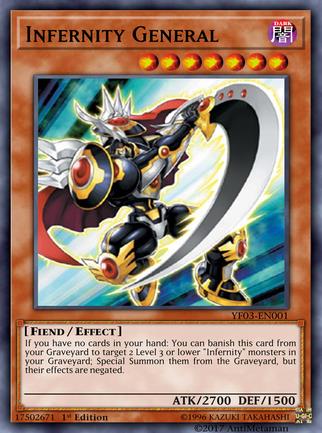 INFERNITY GENERAL
DARK
闇
YF03-EN001
[FIEND / EFFECT]
If you have no cards in your hand: You can banish this card from
your Graveyard to target 2 Level 3 or lower "Infernity" monsters in
your Graveyard; Special Summon them from the Graveyard, but
their effects are negated.
ATK/2700 DEF/1500
17502671 1st Edition ©1996 KAZUKI TAKAHASHI
©2017 AntiMetaman